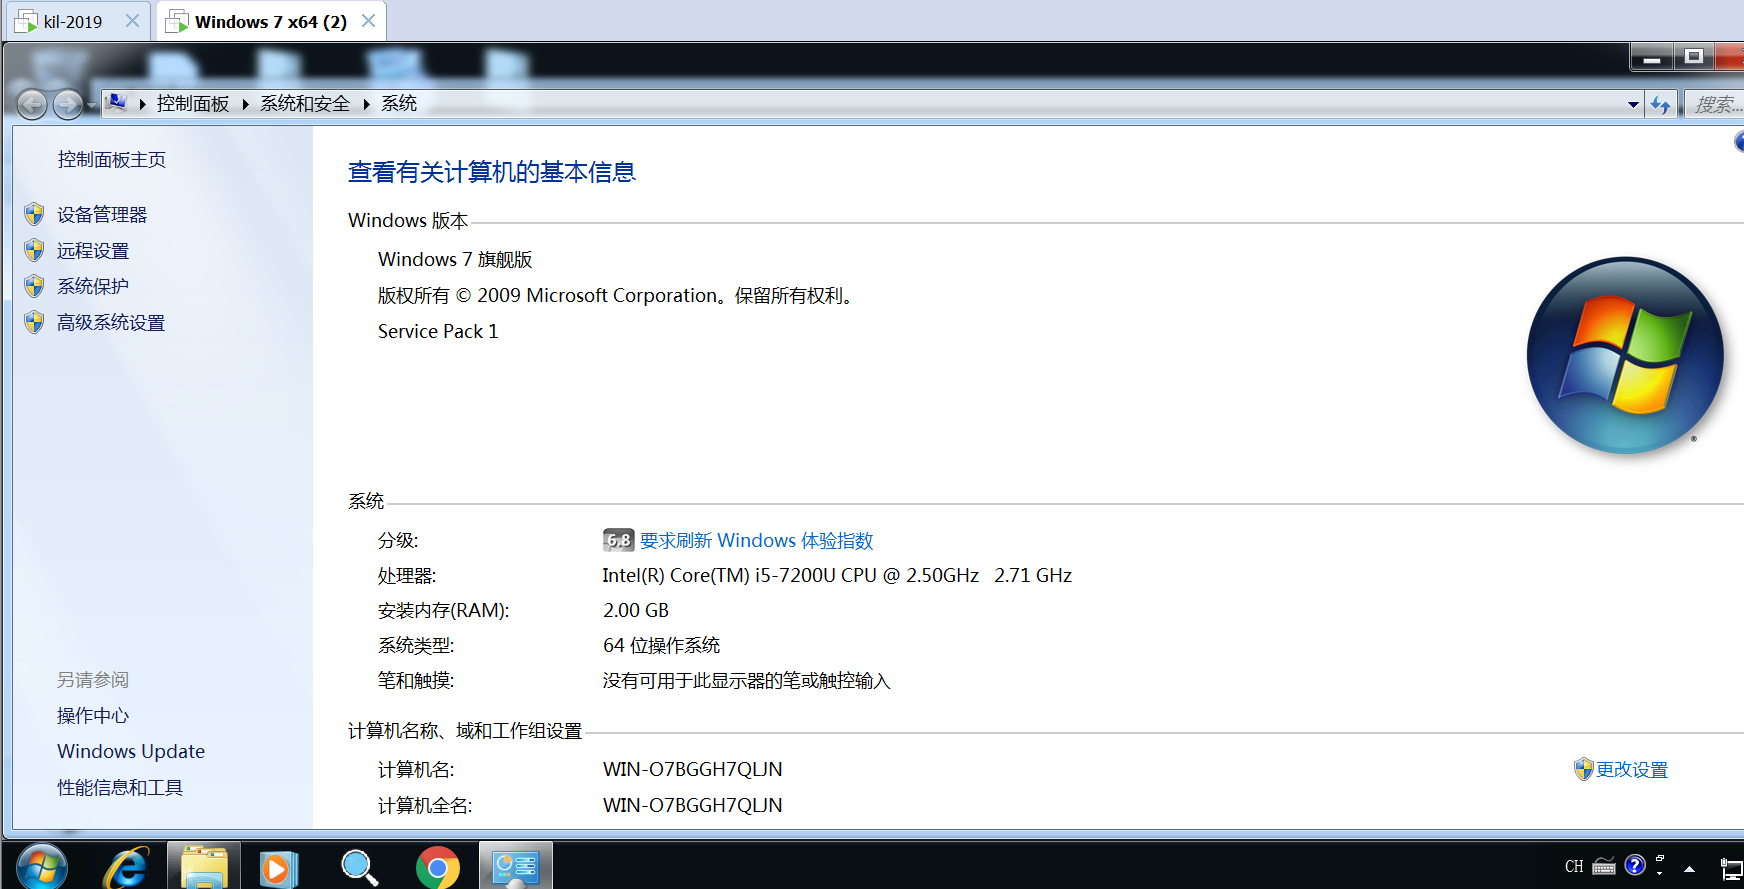 kil-2019
Windows 7 x64 (2)
控制面板 系统和安全 系统
搜索...
控制面板主页
设备管理器
远程设置
系统保护
高级系统设置
另请参阅
操作中心
Windows Update
性能信息和工具
查看有关计算机的基本信息
Windows 版本
Windows 7 旗舰版
版权所有 © 2009 Microsoft Corporation。保留所有权利。
Service Pack 1
系统
分级: 6.8 要求刷新 Windows 体验指数
处理器: Intel(R) Core(TM) i5-7200U CPU @ 2.50GHz 2.71 GHz
安装内存(RAM): 2.00 GB
系统类型: 64 位操作系统
笔和触摸: 没有可用于此显示器的笔或触控输入
计算机名称、域和工作组设置
计算机名: WIN-O7BGGH7QLJN 更改设置
计算机全名: WIN-O7BGGH7QLJN
CH